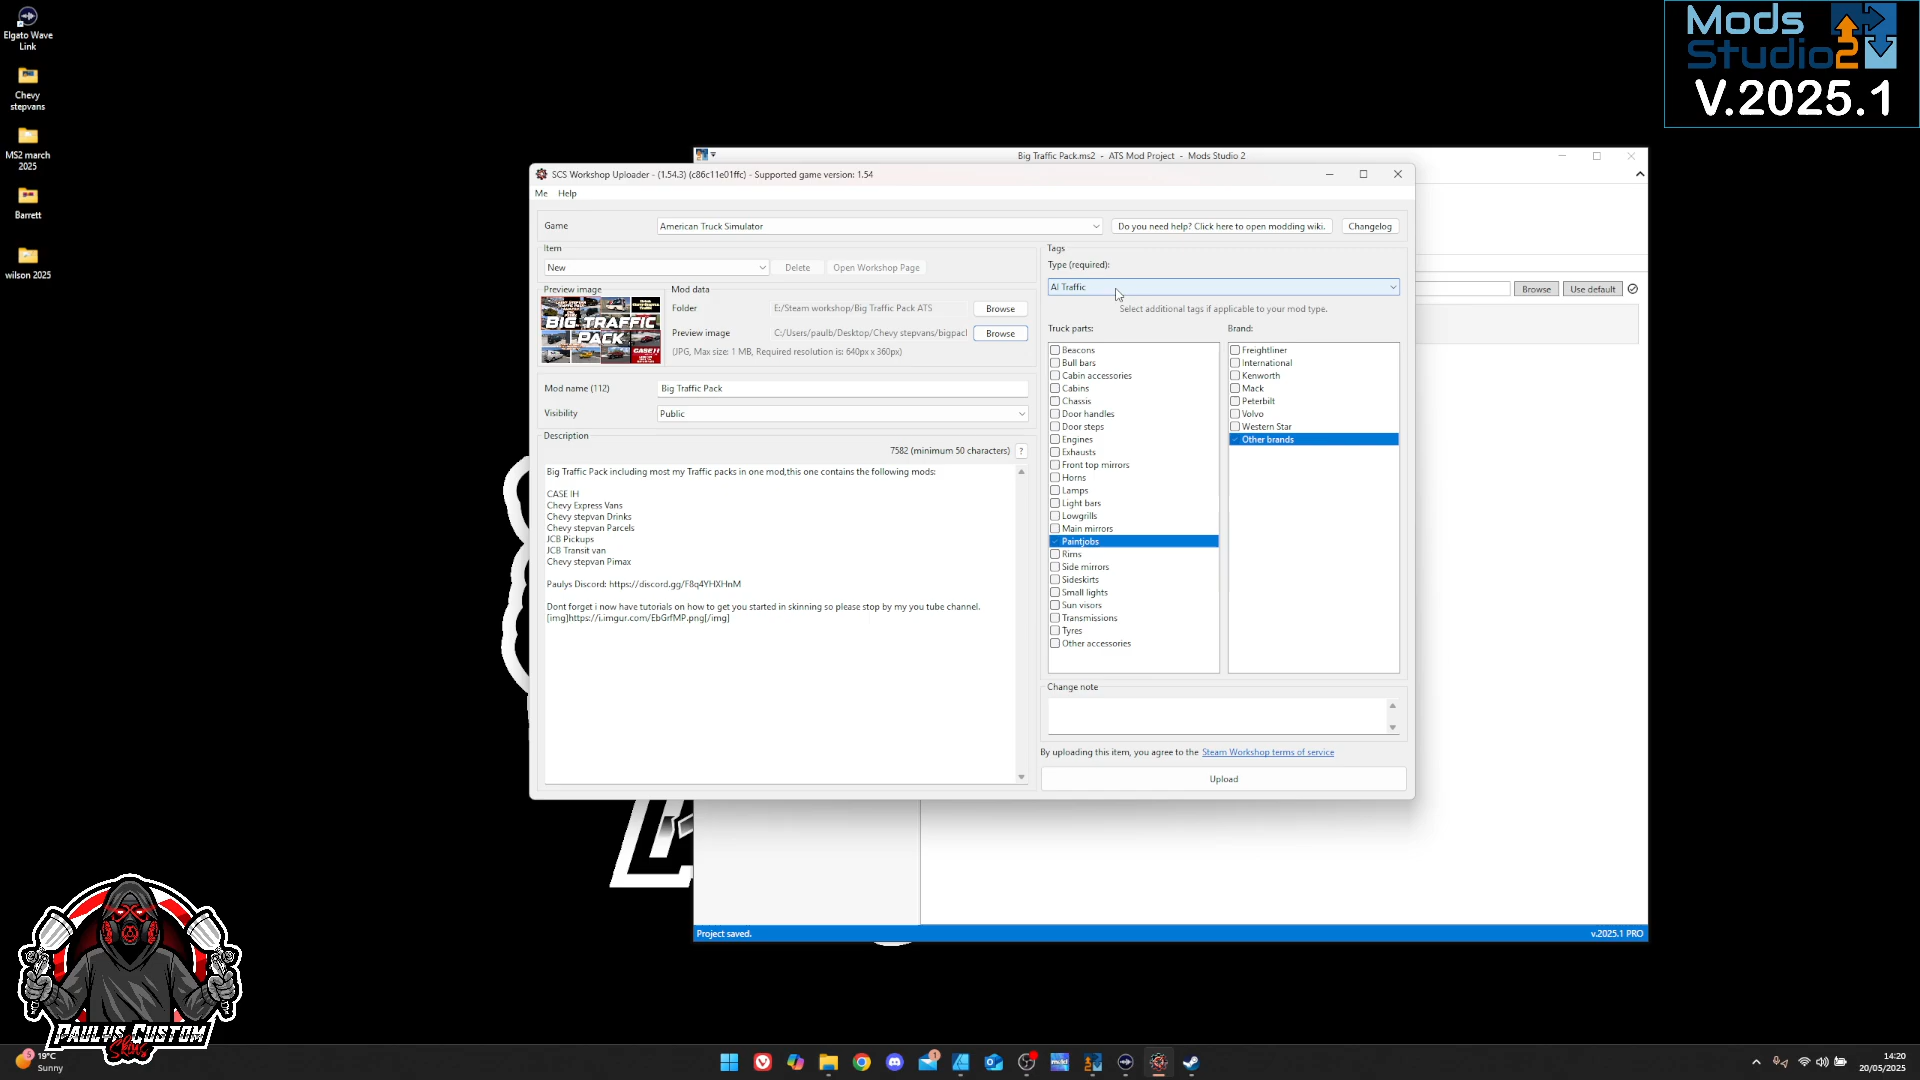 Elgato Wave
Link
Chevy
stepvans
MS2 march
2025
Barrett
wilson 2025
Mods
Studio2
V.2025.1
Big Traffic Pack.ms2 - ATS Mod Project - Mods Studio 2
SCS Workshop Uploader - (1.54.3) (c86c11e01ffc) - Supported game version: 1.54
Me Help
Game American Truck Simulator Do you need help? Click here to open modding wiki. Changelog
Item
New Delete Open Workshop Page
Preview image
BIG TRAFFIC
PACK
CASE IH
Mod data
Folder E:/Steam workshop/Big Traffic Pack ATS Browse
Preview image C:/Users/paulb/Desktop/Chevy stepvans/bigpacl Browse
(JPG, Max size: 1 MB, Required resolution is: 640px x 360px)
Mod name (112) Big Traffic Pack
Visibility Public
Description
7582 (minimum 50 characters) ?
Big Traffic Pack including most my Traffic packs in one mod,this one contains the following mods:
CASE IH
Chevy Express Vans
Chevy stepvan Drinks
Chevy stepvan Parcels
JCB Pickups
JCB Transit van
Chevy stepvan Pimax
Paulys Discord: https://discord.gg/F8q4YHXHnM
Dont forget i now have tutorials on how to get you started in skinning so please stop by my you tube channel.
[img]https://i.imgur.com/EbGrfMP.png[/img]
Tags
Type (required):
AI Traffic
Select additional tags if applicable to your mod type.
Truck parts:
Beacons
Bull bars
Cabin accessories
Cabins
Chassis
Door handles
Door steps
Engines
Exhausts
Front top mirrors
Horns
Lamps
Light bars
Lowgrills
Main mirrors
Paintjobs
Rims
Side mirrors
Sideskirts
Small lights
Sun visors
Transmissions
Tyres
Other accessories
Brand:
Freightliner
International
Kenworth
Mack
Peterbilt
Volvo
Western Star
Other brands
Change note
By uploading this item, you agree to the Steam Workshop terms of service
Upload
Browse Use default
Project saved. v.2025.1 PRO
PAULYS CUSTOM
Skins
5
19°C
Sunny
1
14:20
20/05/2025